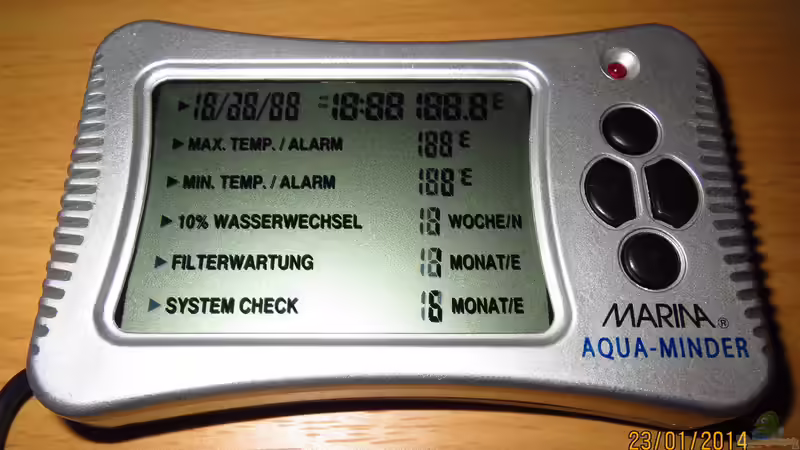 ▶18/38/88 18:88 188.8°E
▶MAX. TEMP. / ALARM 188°E
▶MIN. TEMP. / ALARM 188°E
▶10% WASSERWECHSEL 18 WOCHE/N
▶FILTERWARTUNG 18 MONAT/E
▶SYSTEM CHECK 18 MONAT/E
MARINA®
AQUA-MINDER
23/01/2014